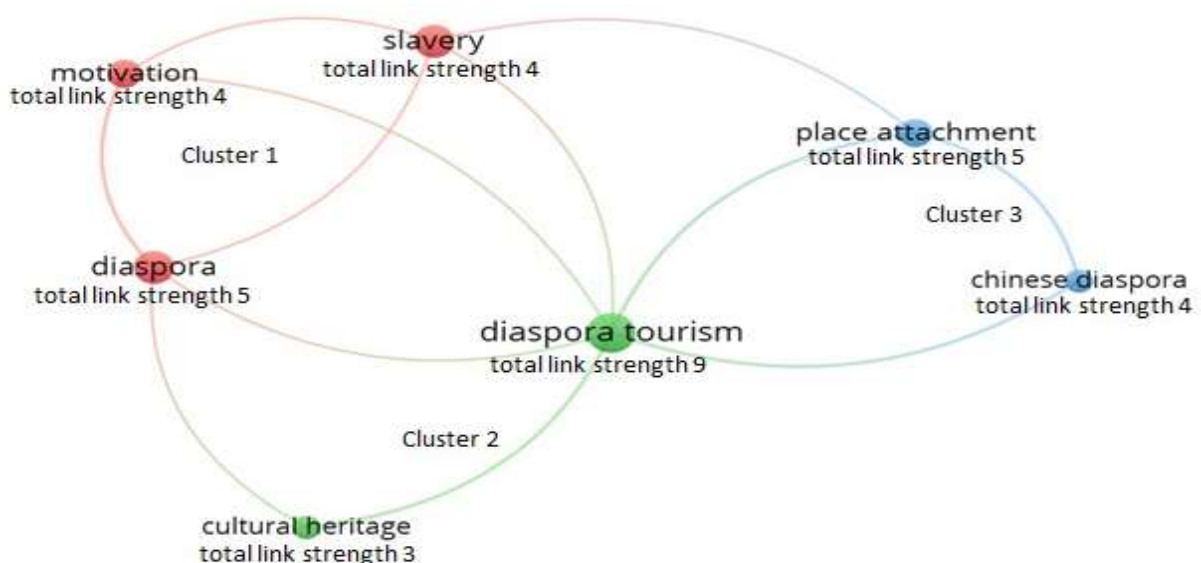 slavery
total link strength 4
motivation
total link strength 4
place attachment
total link strength 5
Cluster 1
Cluster 3
diaspora
total link strength 5
chinese diaspora
total link strength 4
diaspora tourism
total link strength 9
Cluster 2
cultural heritage
total link strength 3